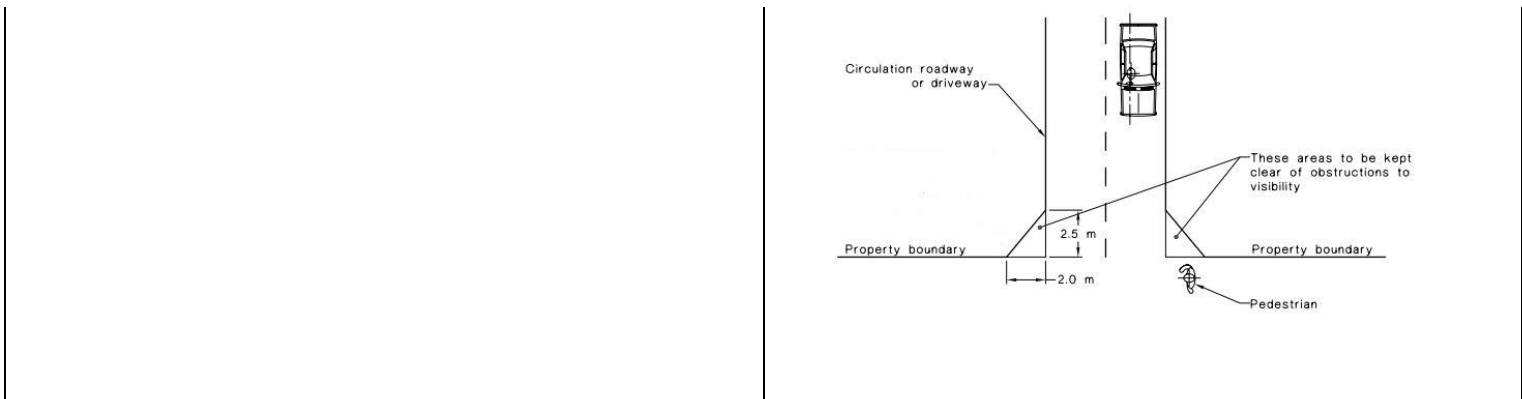 Circulation roadway
or driveway
These areas to be kept
clear of obstructions to
visibility
2.5 m
Property boundary
Property boundary
2.0 m
Pedestrian